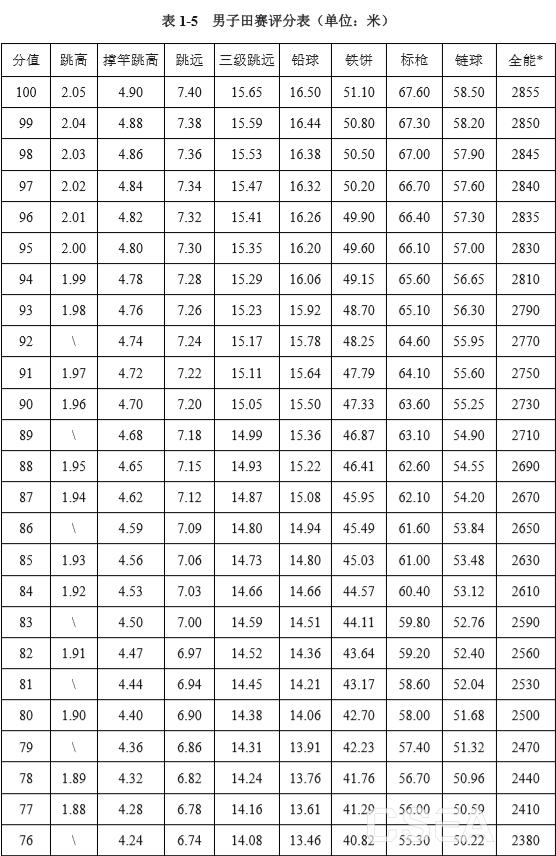 表 1-5 男子田赛评分表（单位：米）
分值 跳高 撑竿跳高 跳远 三级跳远 铅球 铁饼 标枪 链球 全能*
100 2.05 4.90 7.40 15.65 16.50 51.10 67.60 58.50 2855
99 2.04 4.88 7.38 15.59 16.44 50.80 67.30 58.20 2850
98 2.03 4.86 7.36 15.53 16.38 50.50 67.00 57.90 2845
97 2.02 4.84 7.34 15.47 16.32 50.20 66.70 57.60 2840
96 2.01 4.82 7.32 15.41 16.26 49.90 66.40 57.30 2835
95 2.00 4.80 7.30 15.35 16.20 49.60 66.10 57.00 2830
94 1.99 4.78 7.28 15.29 16.06 49.15 65.60 56.65 2810
93 1.98 4.76 7.26 15.23 15.92 48.70 65.10 56.30 2790
92 \ 4.74 7.24 15.17 15.78 48.25 64.60 55.95 2770
91 1.97 4.72 7.22 15.11 15.64 47.79 64.10 55.60 2750
90 1.96 4.70 7.20 15.05 15.50 47.33 63.60 55.25 2730
89 \ 4.68 7.18 14.99 15.36 46.87 63.10 54.90 2710
88 1.95 4.65 7.15 14.93 15.22 46.41 62.60 54.55 2690
87 1.94 4.62 7.12 14.87 15.08 45.95 62.10 54.20 2670
86 \ 4.59 7.09 14.80 14.94 45.49 61.60 53.84 2650
85 1.93 4.56 7.06 14.73 14.80 45.03 61.00 53.48 2630
84 1.92 4.53 7.03 14.66 14.66 44.57 60.40 53.12 2610
83 \ 4.50 7.00 14.59 14.51 44.11 59.80 52.76 2590
82 1.91 4.47 6.97 14.52 14.36 43.64 59.20 52.40 2560
81 \ 4.44 6.94 14.45 14.21 43.17 58.60 52.04 2530
80 1.90 4.40 6.90 14.38 14.06 42.70 58.00 51.68 2500
79 \ 4.36 6.86 14.31 13.91 42.23 57.40 51.32 2470
78 1.89 4.32 6.82 14.24 13.76 41.76 56.70 50.96 2440
77 1.88 4.28 6.78 14.16 13.61 41.29 56.00 50.59 2410
76 \ 4.24 6.74 14.08 13.46 40.82 55.30 50.22 2380
CSEA